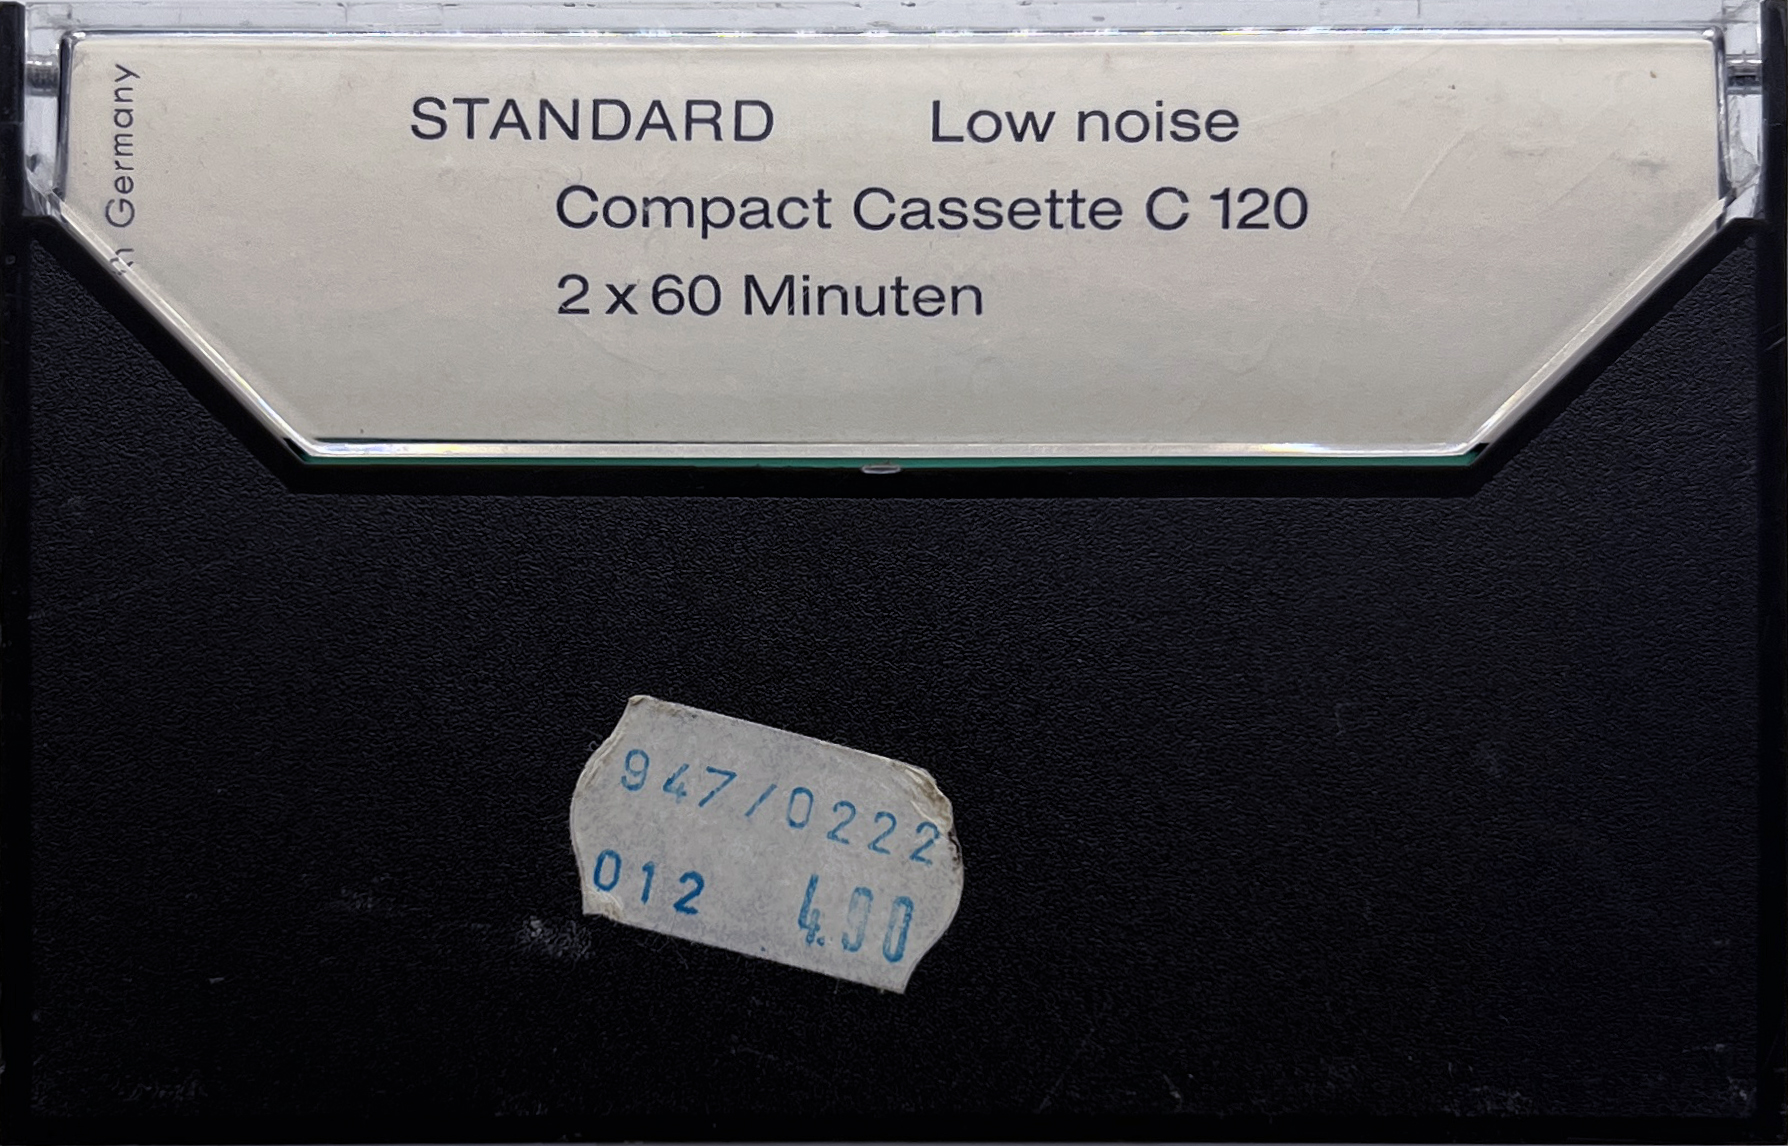 STANDARD Low noise
Compact Cassette C 120
2 x 60 Minuten
Germany
947/0222
012 4.90